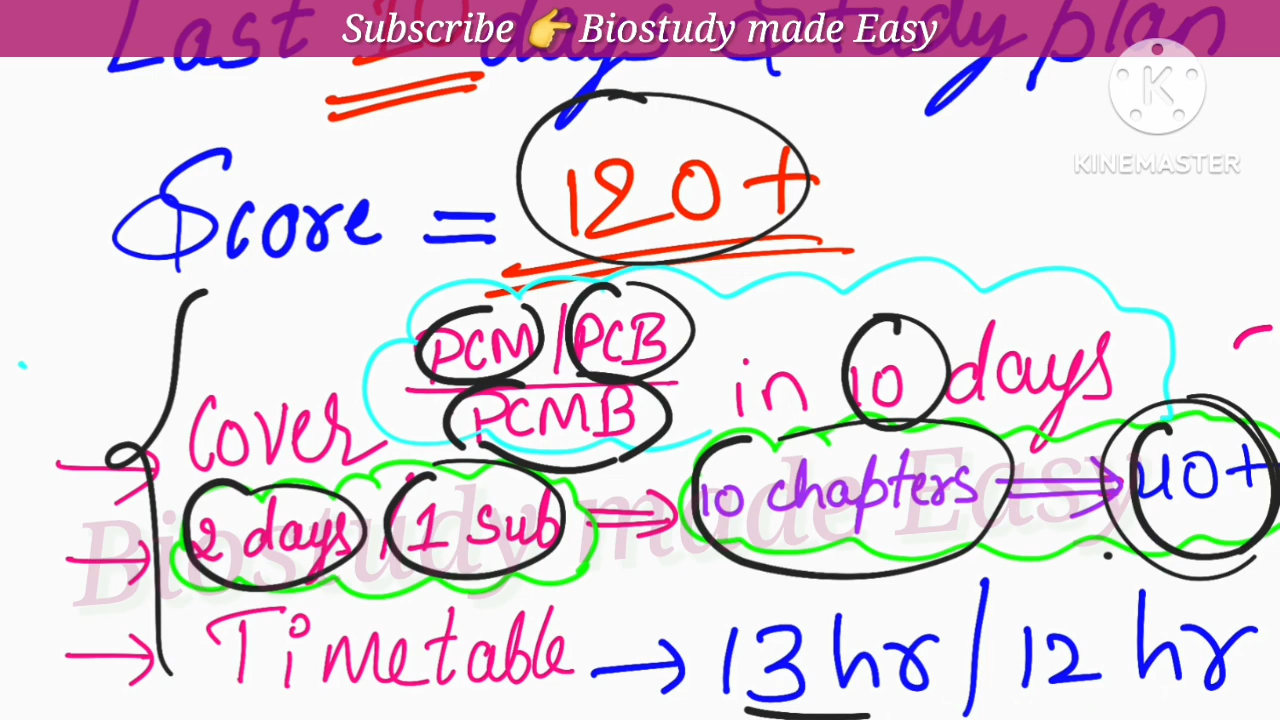 Subscribe 👉 Biostudy made Easy
Last 10 days Study plan
K
KINEMASTER
Score = 120+
PCM / PCB
PCMB
Cover in 10 days
2 days / 1 sub ⇒ 10 chapters ⇒ 40+
Biostudy made Easy
Timetable → 13 hr / 12 hr